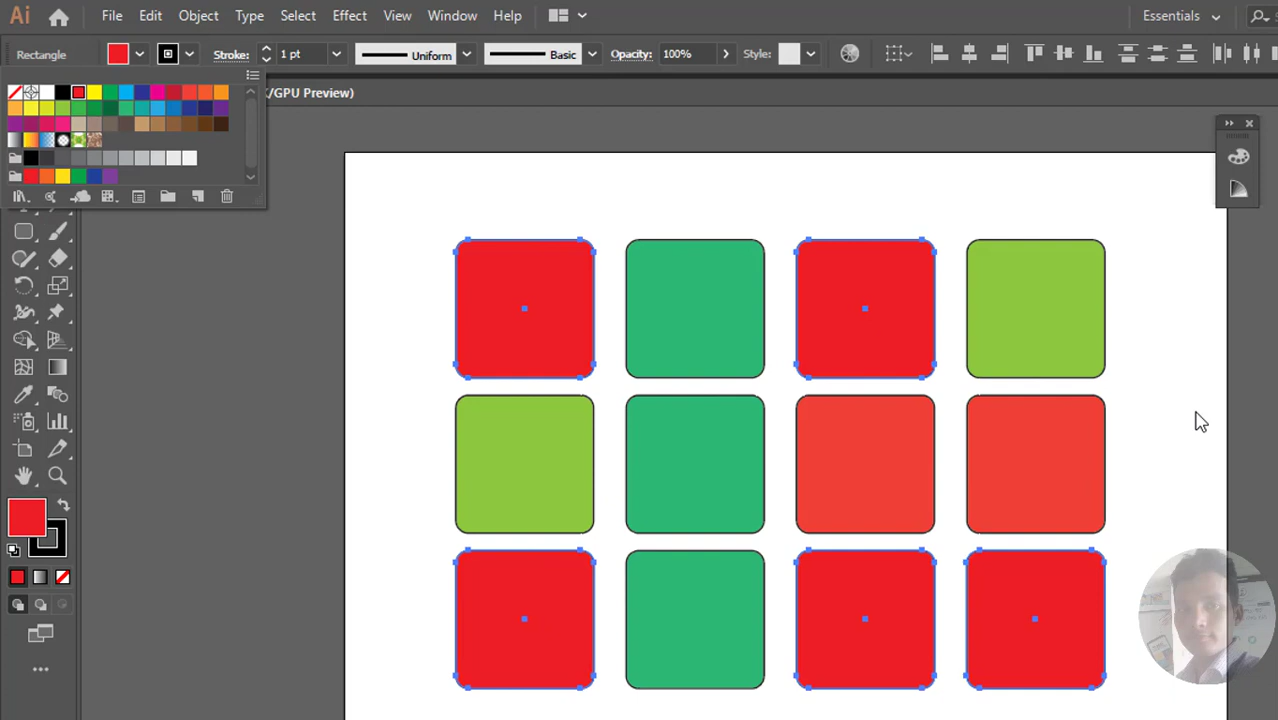 Ai File Edit Object Type Select Effect View Window Help Essentials
Rectangle Stroke: 1 pt Uniform Basic Opacity: 100% Style:
/GPU Preview)